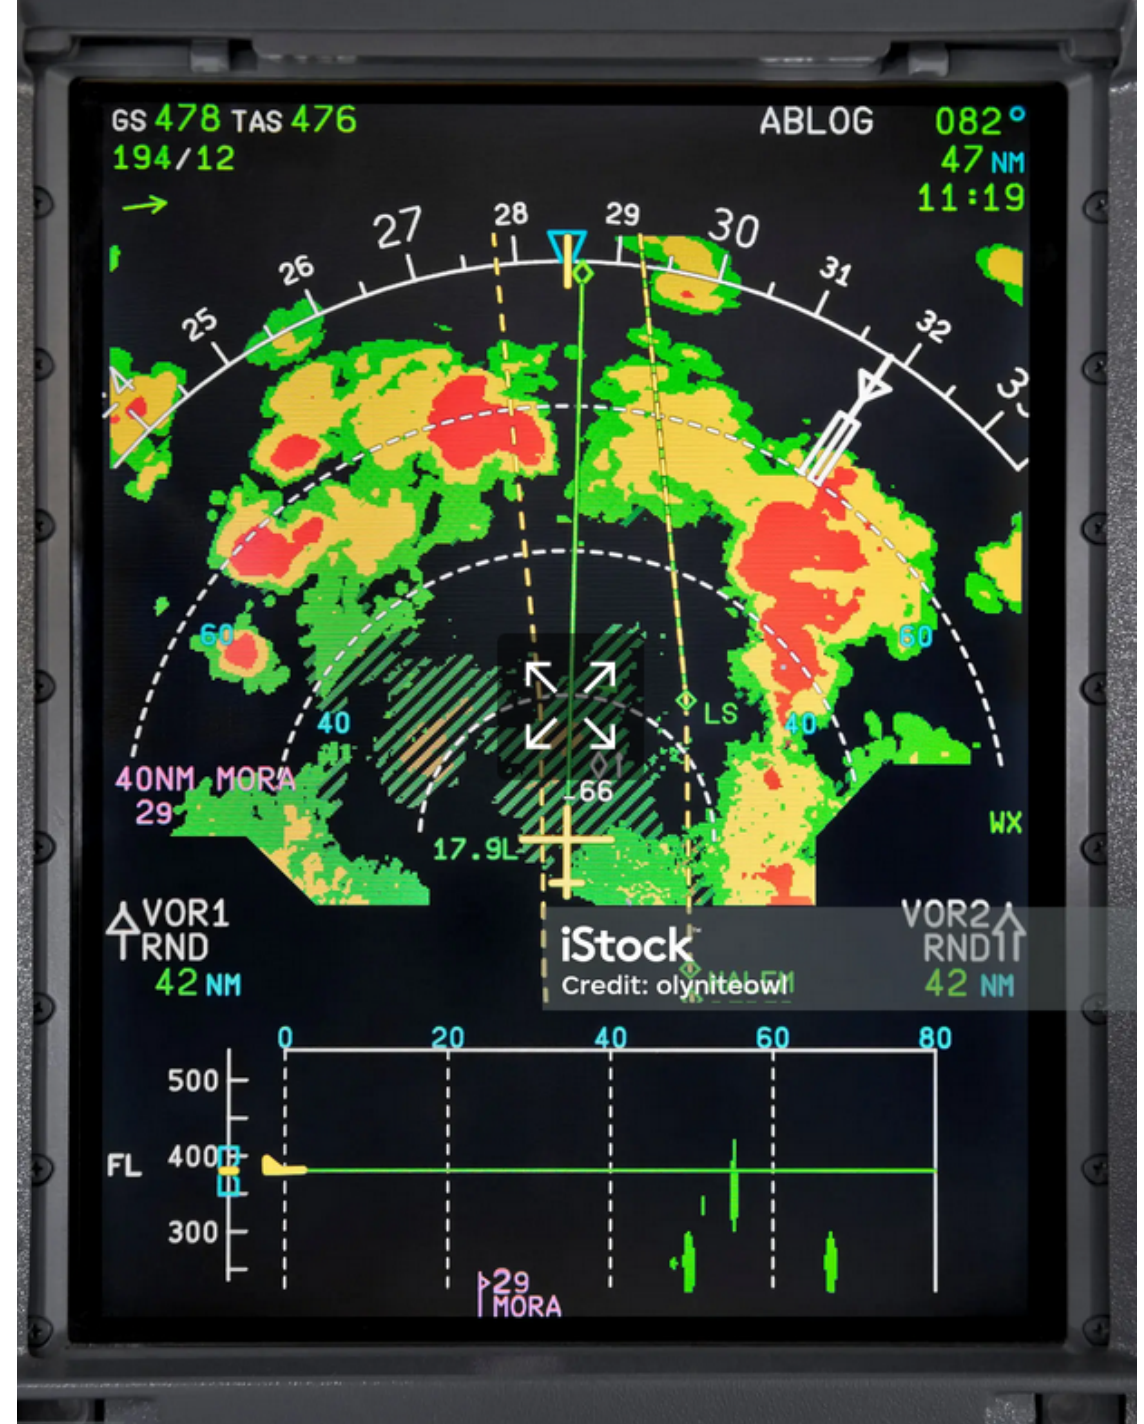 GS 478 TAS 476
ABLOG 082°
194/12
47 NM
11:19
28
29
27
30
26
31
25
32
60
60
LS
40
40
40NM MORA
29
-66
WX
17.9L
VOR1
RND
42 NM
VOR2
RND
42 NM
iStock™
Credit: olyniteowl
0 20 40 60 80
500
FL 400
300
29
MORA